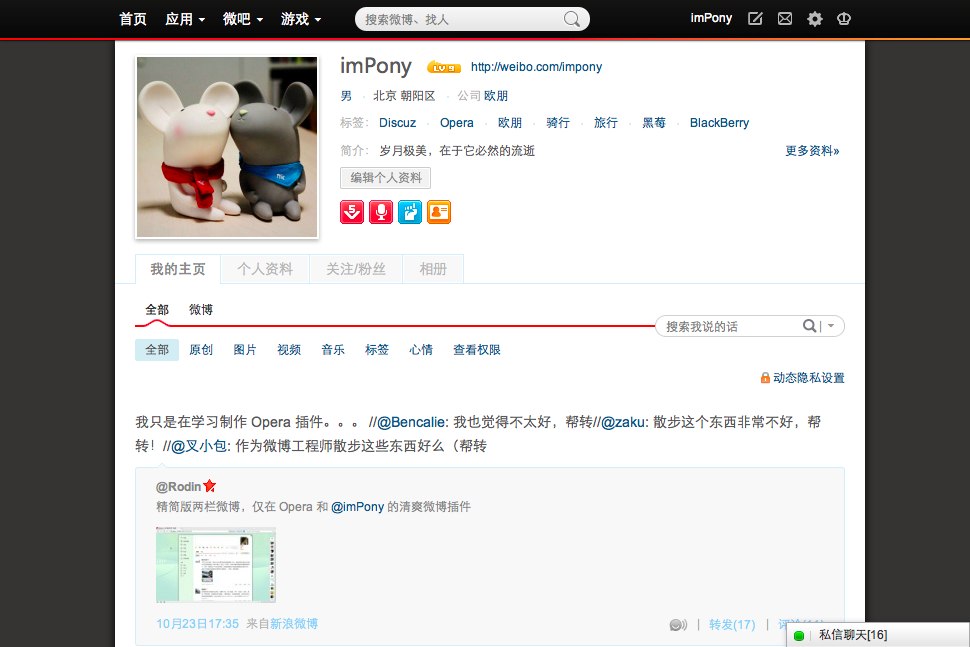 首页 应用 微吧 游戏 搜索微博、找人 imPony
imPony LV 9 http://weibo.com/impony
男 · 北京 朝阳区 · 公司 欧朋
标签： Discuz · Opera · 欧朋 · 骑行 · 旅行 · 黑莓 · BlackBerry
简介： 岁月极美，在于它必然的流逝 更多资料»
编辑个人资料
5
我的主页 个人资料 关注/粉丝 相册
全部 微博
搜索我说的话
全部 原创 图片 视频 音乐 标签 心情 查看权限
动态隐私设置
我只是在学习制作 Opera 插件。。。 //@Bencalie: 我也觉得不太好，帮转//@zaku: 散步这个东西非常不好，帮
转！//@叉小包: 作为微博工程师散步这些东西好么（帮转
@Rodin
精简版两栏微博，仅在 Opera 和 @imPony 的清爽微博插件
10月23日17:35 来自新浪微博 | 转发(17) |
私信聊天[16]